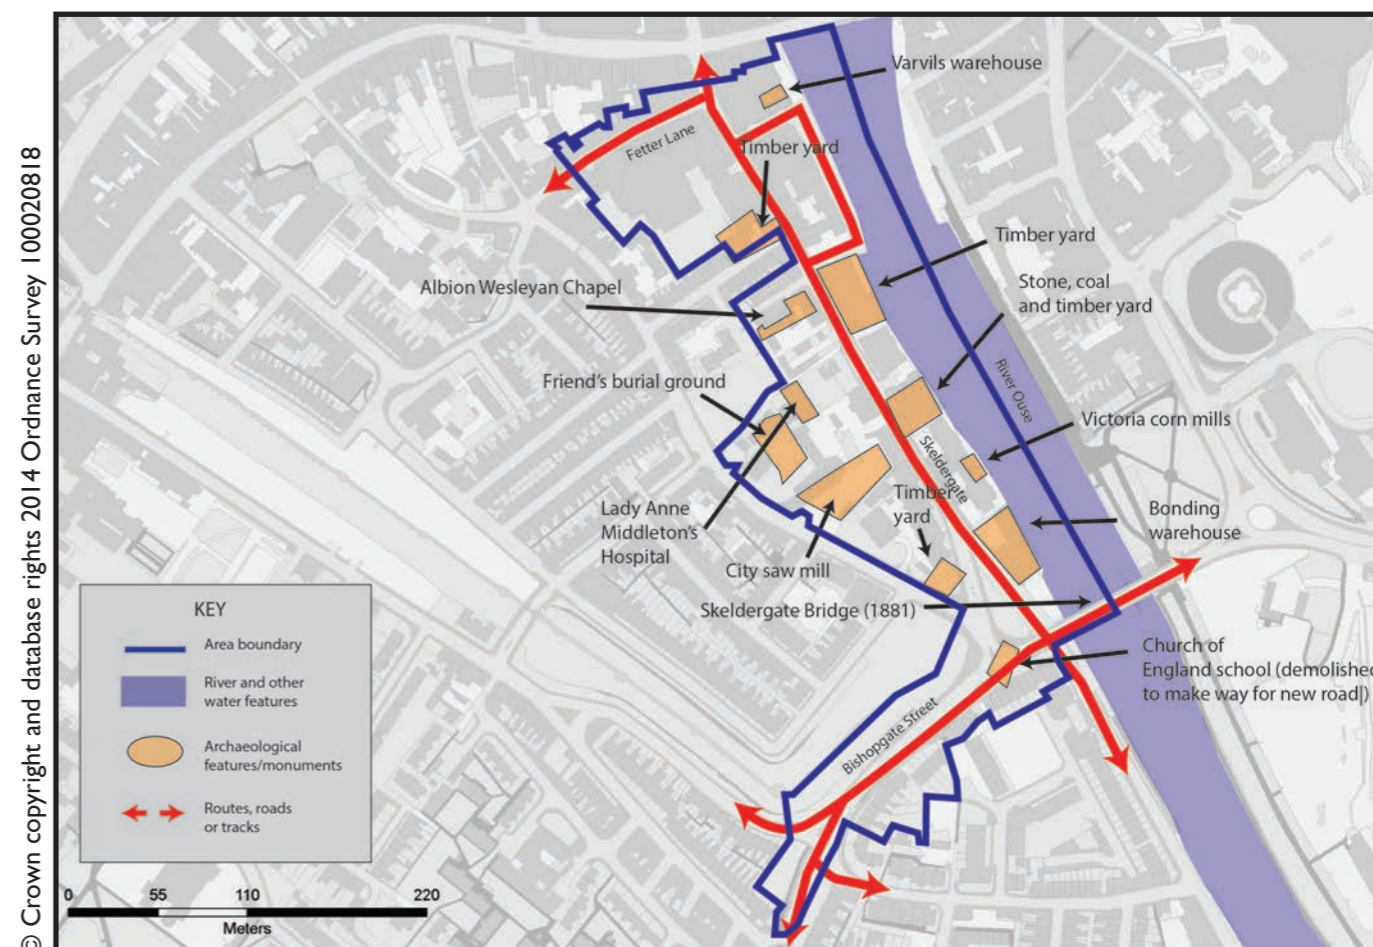 © Crown copyright and database rights 2014 Ordnance Survey 100020818
Varvils warehouse
Fetter Lane
Timber yard
Timber yard
Stone, coal
and timber yard
Albion Wesleyan Chapel
River Ouse
Friend's burial ground
Victoria corn mills
Skeldergate
Timber
yard
Lady Anne
Middleton's
Hospital
Bonding
warehouse
City saw mill
Skeldergate Bridge (1881)
Church of
England school (demolished
to make way for new road|)
Bishopgate Street
KEY
Area boundary
River and other
water features
Archaeological
features/monuments
Routes, roads
or tracks
0 55 110 220
Meters